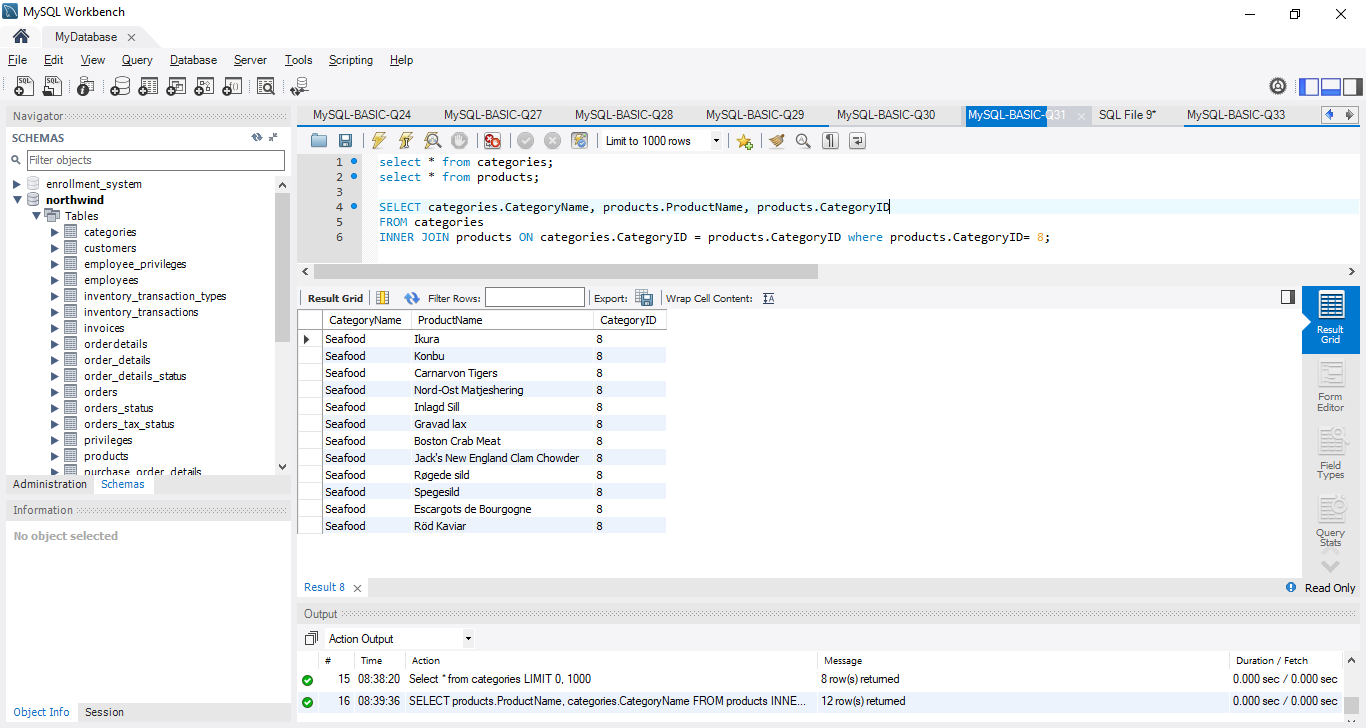 MySQL Workbench
MyDatabase
File Edit View Query Database Server Tools Scripting Help
Navigator
SCHEMAS
Filter objects
enrollment_system
northwind
Tables
categories
customers
employee_privileges
employees
inventory_transaction_types
inventory_transactions
invoices
orderdetails
order_details
order_details_status
orders
orders_status
orders_tax_status
privileges
products
purchase_order_details
Administration Schemas
Information
No object selected
Object Info Session
MySQL-BASIC-Q24 MySQL-BASIC-Q27 MySQL-BASIC-Q28 MySQL-BASIC-Q29 MySQL-BASIC-Q30 MySQL-BASIC-Q31 SQL File 9* MySQL-BASIC-Q33
Limit to 1000 rows
1 select * from categories;
2 select * from products;
3
4 SELECT categories.CategoryName, products.ProductName, products.CategoryID
5 FROM categories
6 INNER JOIN products ON categories.CategoryID = products.CategoryID where products.CategoryID= 8;
Result Grid Filter Rows: Export: Wrap Cell Content:
CategoryName ProductName CategoryID
Seafood Ikura 8
Seafood Konbu 8
Seafood Carnarvon Tigers 8
Seafood Nord-Ost Matjeshering 8
Seafood Inlagd Sill 8
Seafood Gravad lax 8
Seafood Boston Crab Meat 8
Seafood Jack's New England Clam Chowder 8
Seafood Røgede sild 8
Seafood Spegesild 8
Seafood Escargots de Bourgogne 8
Seafood Röd Kaviar 8
Result
Grid
Form
Editor
Field
Types
Query
Stats
Result 8
Read Only
Output
Action Output
# Time Action Message Duration / Fetch
15 08:38:20 Select * from categories LIMIT 0, 1000 8 row(s) returned 0.000 sec / 0.000 sec
16 08:39:36 SELECT products.ProductName, categories.CategoryName FROM products INNE... 12 row(s) returned 0.000 sec / 0.000 sec